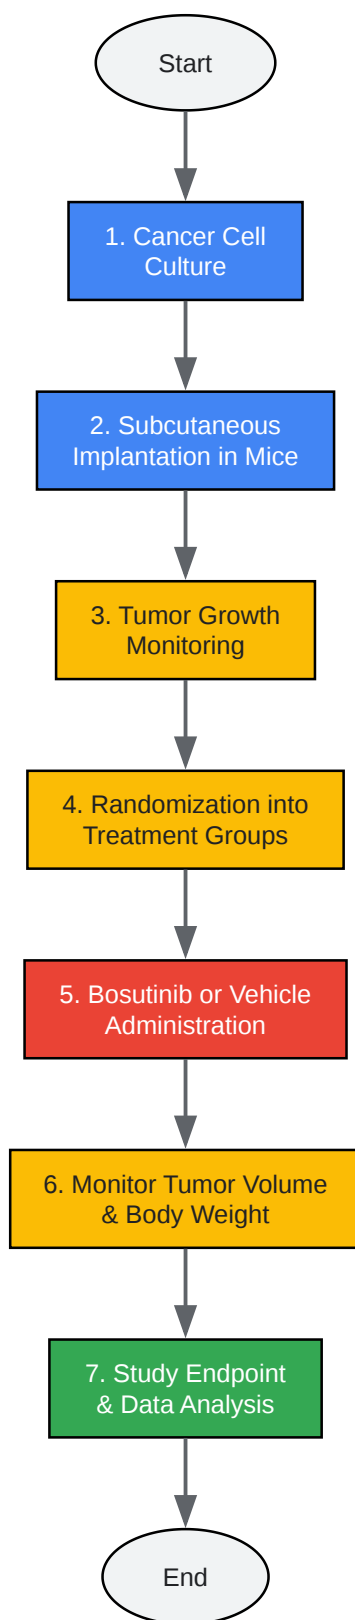 Start
1. Cancer Cell
Culture
2. Subcutaneous
Implantation in Mice
3. Tumor Growth
Monitoring
4. Randomization into
Treatment Groups
5. Bosutinib or Vehicle
Administration
6. Monitor Tumor Volume
& Body Weight
7. Study Endpoint
& Data Analysis
End